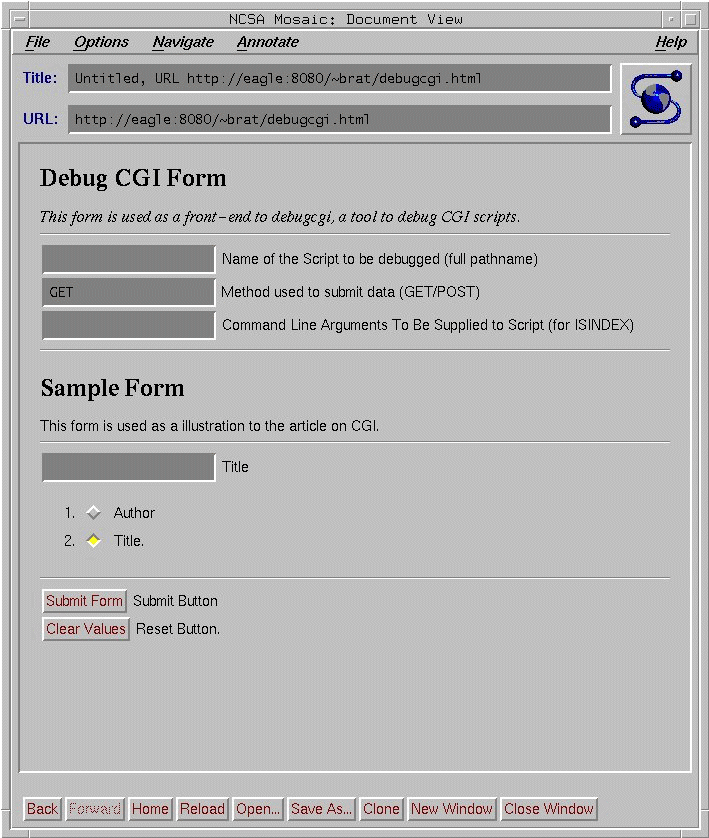 NCSA Mosaic: Document View
File Options Navigate Annotate Help
Title: Untitled, URL http://eagle:8080/~brat/debugcgi.html
URL: http://eagle:8080/~brat/debugcgi.html
Debug CGI Form
This form is used as a front-end to debugcgi, a tool to debug CGI scripts.
Name of the Script to be debugged (full pathname)
GET Method used to submit data (GET/POST)
Command Line Arguments To Be Supplied to Script (for ISINDEX)
Sample Form
This form is used as a illustration to the article on CGI.
Title
1. Author
2. Title.
Submit Form Submit Button
Clear Values Reset Button.
Back Forward Home Reload Open... Save As... Clone New Window Close Window